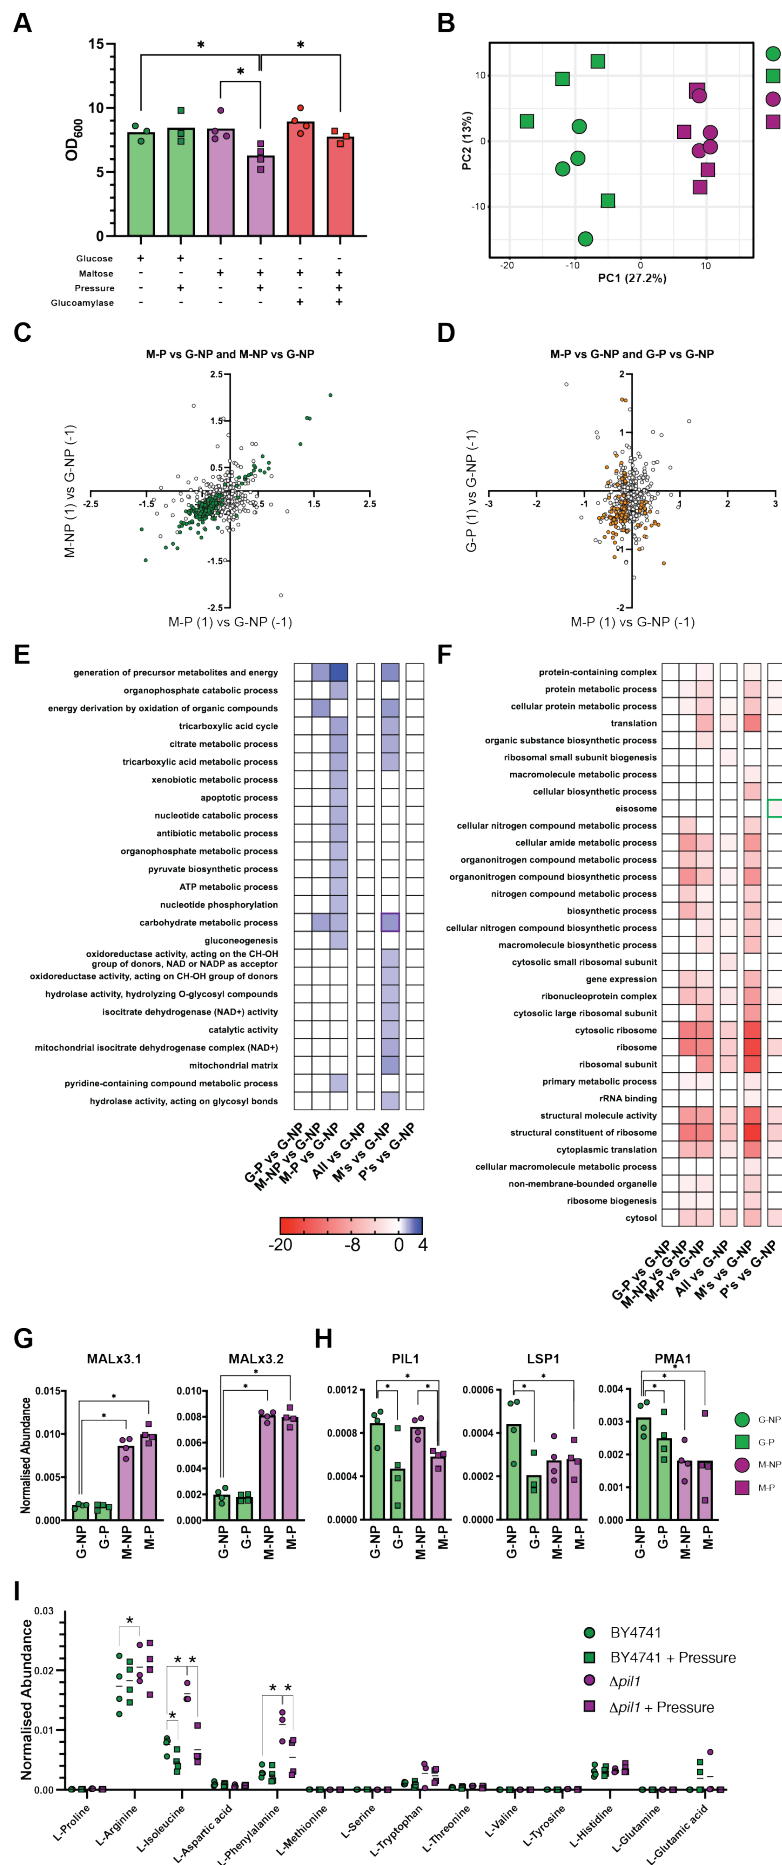 A
15
10
5
0
OD600
*
*
*
Glucose + + - - - -
Maltose - - + + + +
Pressure - + - + - +
Glucoamylase - - - - + +
B
10
0
-10
PC2 (13%)
-20 -10 0 10
PC1 (27.2%)
C
M-P vs G-NP and M-NP vs G-NP
2.5
1.5
0.5
-2.5 -1.5 0.5 1.5 2.5
-1.5
-2.5
M-NP (1) vs G-NP (-1)
M-P (1) vs G-NP (-1)
D
M-P vs G-NP and G-P vs G-NP
2
1
-3 -2 -1 1 2 3
-1
-2
G-P (1) vs G-NP (-1)
M-P (1) vs G-NP (-1)
E
generation of precursor metabolites and energy
organophosphate catabolic process
energy derivation by oxidation of organic compounds
tricarboxylic acid cycle
citrate metabolic process
tricarboxylic acid metabolic process
xenobiotic metabolic process
apoptotic process
nucleotide catabolic process
antibiotic metabolic process
organophosphate metabolic process
pyruvate biosynthetic process
ATP metabolic process
nucleotide phosphorylation
carbohydrate metabolic process
gluconeogenesis
oxidoreductase activity, acting on the CH-OH
group of donors, NAD or NADP as acceptor
oxidoreductase activity, acting on CH-OH group of donors
hydrolase activity, hydrolyzing O-glycosyl compounds
isocitrate dehydrogenase (NAD+) activity
catalytic activity
mitochondrial isocitrate dehydrogenase complex (NAD+)
mitochondrial matrix
pyridine-containing compound metabolic process
hydrolase activity, acting on glycosyl bonds
G-P vs G-NP
M-NP vs G-NP
M-P vs G-NP
All vs G-NP
M's vs G-NP
P's vs G-NP
-20 -8 0 4
F
protein-containing complex
protein metabolic process
cellular protein metabolic process
translation
organic substance biosynthetic process
ribosomal small subunit biogenesis
macromolecule metabolic process
cellular biosynthetic process
eisosome
cellular nitrogen compound metabolic process
cellular amide metabolic process
organonitrogen compound metabolic process
organonitrogen compound biosynthetic process
nitrogen compound metabolic process
biosynthetic process
cellular nitrogen compound biosynthetic process
macromolecule biosynthetic process
cytosolic small ribosomal subunit
gene expression
ribonucleoprotein complex
cytosolic large ribosomal subunit
cytosolic ribosome
ribosome
ribosomal subunit
primary metabolic process
rRNA binding
structural molecule activity
structural constituent of ribosome
cytoplasmic translation
cellular macromolecule metabolic process
non-membrane-bounded organelle
ribosome biogenesis
cytosol
G-P vs G-NP
M-NP vs G-NP
M-P vs G-NP
All vs G-NP
M's vs G-NP
P's vs G-NP
G
MALx3.1
0.015
0.010
0.005
0.000
Normalised Abundance
*
*
G-NP
G-P
M-NP
M-P
MALx3.2
0.010
0.008
0.006
0.004
0.002
0.000
*
*
G-NP
G-P
M-NP
M-P
H
PIL1
0.0012
0.0008
0.0004
0.0000
*
*
*
G-NP
G-P
M-NP
M-P
LSP1
0.0006
0.0004
0.0002
0.0000
*
*
G-NP
G-P
M-NP
M-P
PMA1
0.004
0.003
0.002
0.001
0.000
*
*
*
G-NP
G-P
M-NP
M-P
G-NP
G-P
M-NP
M-P
I
0.03
0.02
0.01
0.00
Normalised Abundance
*
* *
*
* *
BY4741
BY4741 + Pressure
Δpil1
Δpil1 + Pressure
L-Proline
L-Arginine
L-Isoleucine
L-Aspartic acid
L-Phenylalanine
L-Methionine
L-Serine
L-Tryptophan
L-Threonine
L-Valine
L-Tyrosine
L-Histidine
L-Glutamine
L-Glutamic acid